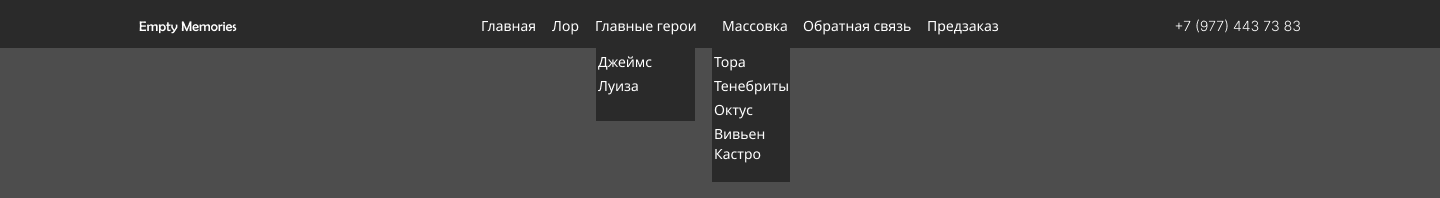 Empty Memories Главная Лор Главные герои Массовка Обратная связь Предзаказ +7 (977) 443 73 83
Джеймс
Луиза
Тора
Тенебриты
Октус
Вивьен
Кастро